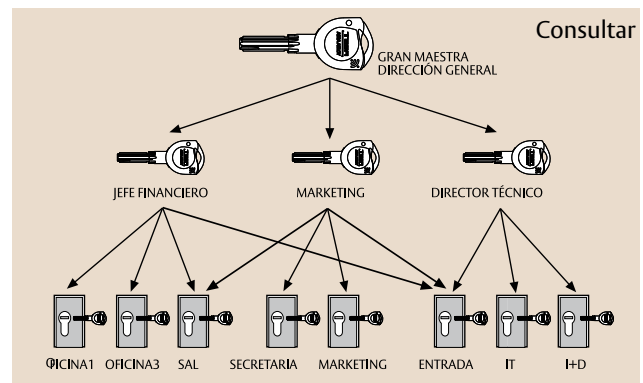 Consultar
GRAN MAESTRA
DIRECCIÓN GENERAL
JEFE FINANCIERO
MARKETING
DIRECTOR TÉCNICO
OFICINA1
OFICINA3
SAL
SECRETARIA
MARKETING
ENTRADA
IT
I+D